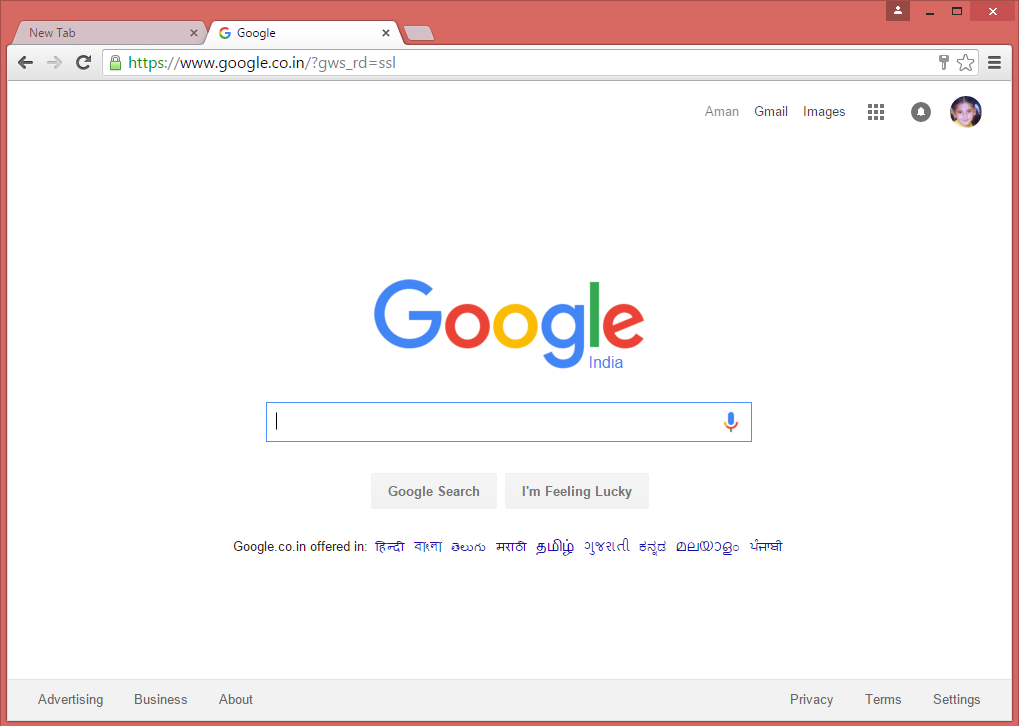 New Tab
Google
https://www.google.co.in/?gws_rd=ssl
Aman Gmail Images
Google
India
Google Search I'm Feeling Lucky
Google.co.in offered in: हिन्दी বাংলা తెలుగు मराठी தமிழ் ગુજરાતી ಕನ್ನಡ മലയാളം ਪੰਜਾਬੀ
Advertising Business About Privacy Terms Settings